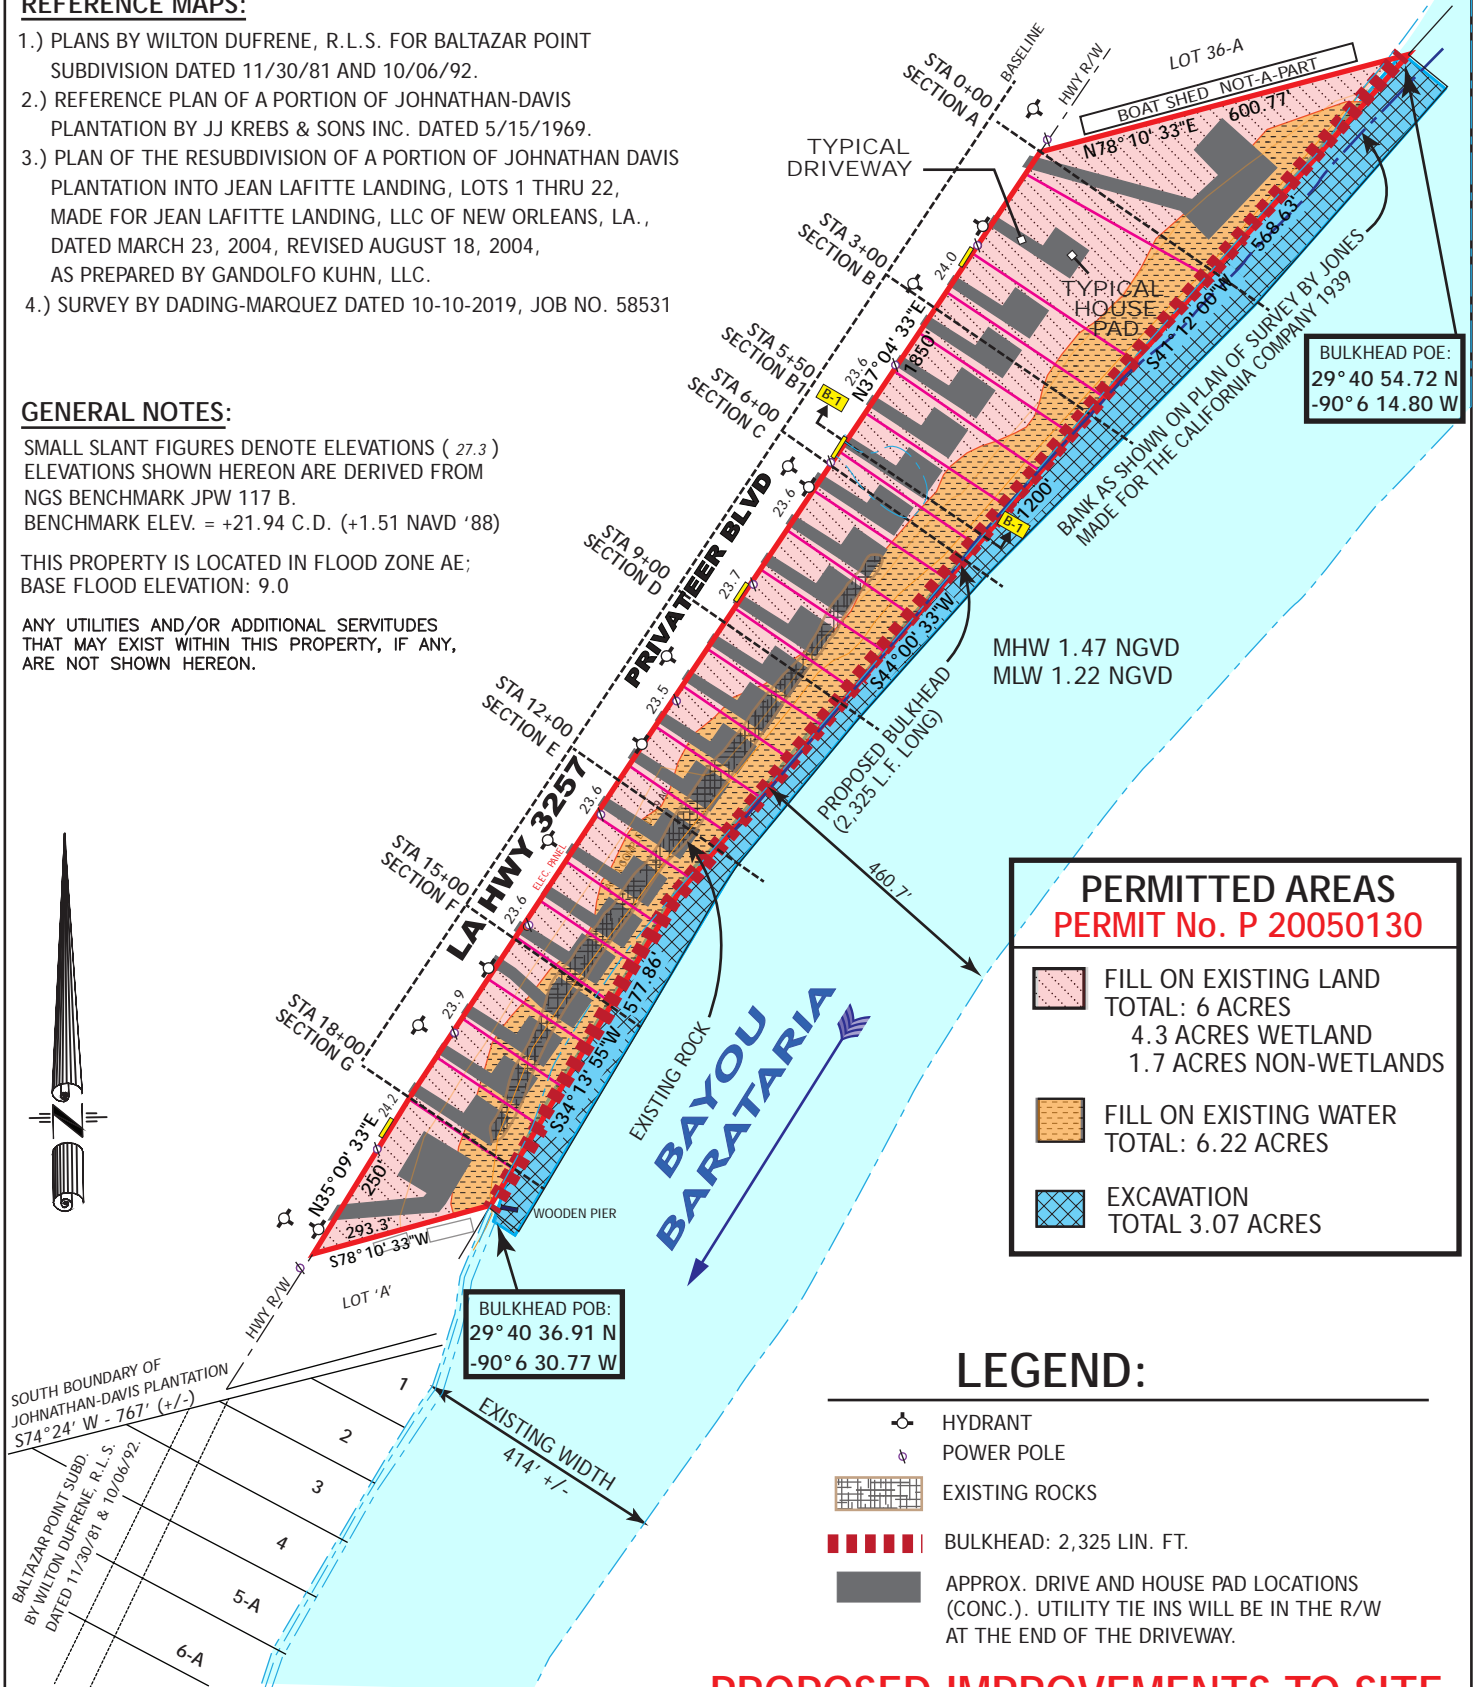 REFERENCE MAPS:
1.) PLANS BY WILTON DUFRENE, R.L.S. FOR BALTAZAR POINT
SUBDIVISION DATED 11/30/81 AND 10/06/92.
2.) REFERENCE PLAN OF A PORTION OF JOHNATHAN-DAVIS
PLANTATION BY JJ KREBS & SONS INC. DATED 5/15/1969.
3.) PLAN OF THE RESUBDIVISION OF A PORTION OF JOHNATHAN DAVIS
PLANTATION INTO JEAN LAFITTE LANDING, LOTS 1 THRU 22,
MADE FOR JEAN LAFITTE LANDING, LLC OF NEW ORLEANS, LA.,
DATED MARCH 23, 2004, REVISED AUGUST 18, 2004,
AS PREPARED BY GANDOLFO KUHN, LLC.
4.) SURVEY BY DADING-MARQUEZ DATED 10-10-2019, JOB NO. 58531
GENERAL NOTES:
SMALL SLANT FIGURES DENOTE ELEVATIONS ( 27.3 )
ELEVATIONS SHOWN HEREON ARE DERIVED FROM
NGS BENCHMARK JPW 117 B.
BENCHMARK ELEV. = +21.94 C.D. (+1.51 NAVD '88)
THIS PROPERTY IS LOCATED IN FLOOD ZONE AE;
BASE FLOOD ELEVATION: 9.0
ANY UTILITIES AND/OR ADDITIONAL SERVITUDES
THAT MAY EXIST WITHIN THIS PROPERTY, IF ANY,
ARE NOT SHOWN HEREON.
STA 0+00
SECTION A
BASELINE
HWY R/W
LOT 36-A
BOAT SHED NOT-A-PART
N78°10' 33"E
600.77'
TYPICAL
DRIVEWAY
STA 3+00
SECTION B
24.0
TYPICAL
HOUSE
PAD
568.63'
S41°12'00"W
BANK AS SHOWN ON PLAN OF SURVEY BY JONES
MADE FOR THE CALIFORNIA COMPANY 1939
BULKHEAD POE:
29°40 54.72 N
-90°6 14.80 W
STA 5+50
SECTION B1
B-1
23.6
N37°04' 33"E
1850'
STA 6+00
SECTION C
23.6
1200'
B-1
STA 9+00
SECTION D
23.7
PRIVATEER BLVD
S44°00' 33"W
MHW 1.47 NGVD
MLW 1.22 NGVD
PROPOSED BULKHEAD
(2,325 L.F. LONG)
STA 12+00
SECTION E
23.5
23.6
LA HWY 3257
ELEC. PANEL
460.7'
STA 15+00
SECTION F
23.6
EXISTING ROCK
577.86'
S34°13' 55"W
BAYOU
BARATARIA
STA 18+00
SECTION G
23.9
24.2
N35°09' 33"E
250'
293.3'
S78°10' 33"W
WOODEN PIER
HWY R/W
LOT 'A'
BULKHEAD POB:
29°40 36.91 N
-90°6 30.77 W
PERMITTED AREAS
PERMIT No. P 20050130
FILL ON EXISTING LAND
TOTAL: 6 ACRES
4.3 ACRES WETLAND
1.7 ACRES NON-WETLANDS
FILL ON EXISTING WATER
TOTAL: 6.22 ACRES
EXCAVATION
TOTAL 3.07 ACRES
SOUTH BOUNDARY OF
JOHNATHAN-DAVIS PLANTATION
S74°24' W - 767' (+/-)
BALTAZAR POINT SUBD.
BY WILTON DUFRENE, R.L.S.
DATED 11/30/81 & 10/06/92.
1
2
3
4
5-A
6-A
EXISTING WIDTH
414' +/-
LEGEND:
HYDRANT
POWER POLE
EXISTING ROCKS
BULKHEAD: 2,325 LIN. FT.
APPROX. DRIVE AND HOUSE PAD LOCATIONS
(CONC.). UTILITY TIE INS WILL BE IN THE R/W
AT THE END OF THE DRIVEWAY.
PROPOSED IMPROVEMENTS TO SITE